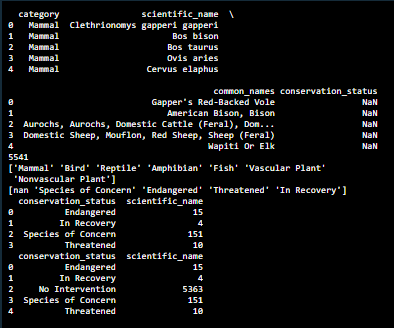 category scientific_name \
0 Mammal Clethrionomys gapperi gapperi
1 Mammal Bos bison
2 Mammal Bos taurus
3 Mammal Ovis aries
4 Mammal Cervus elaphus
common_names conservation_status
0 Gapper's Red-Backed Vole NaN
1 American Bison, Bison NaN
2 Aurochs, Aurochs, Domestic Cattle (Feral), Dom... NaN
3 Domestic Sheep, Mouflon, Red Sheep, Sheep (Feral) NaN
4 Wapiti Or Elk NaN
5541
['Mammal' 'Bird' 'Reptile' 'Amphibian' 'Fish' 'Vascular Plant'
'Nonvascular Plant']
[nan 'Species of Concern' 'Endangered' 'Threatened' 'In Recovery']
conservation_status scientific_name
0 Endangered 15
1 In Recovery 4
2 Species of Concern 151
3 Threatened 10
conservation_status scientific_name
0 Endangered 15
1 In Recovery 4
2 No Intervention 5363
3 Species of Concern 151
4 Threatened 10